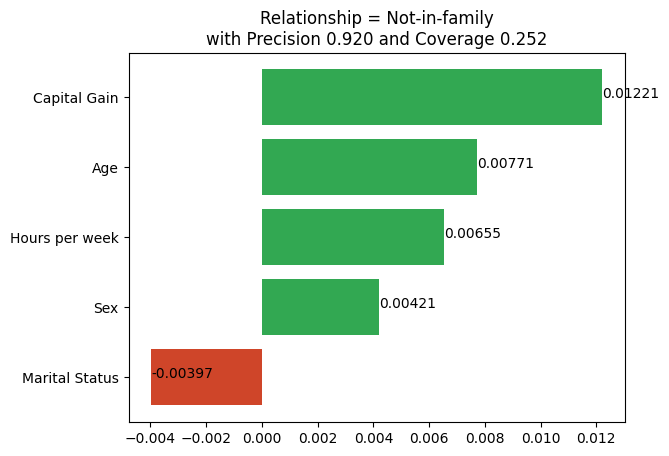 Relationship = Not-in-family
with Precision 0.920 and Coverage 0.252
Capital Gain
0.01221
Age
0.00771
Hours per week
0.00655
Sex
0.00421
Marital Status
-0.00397
−0.004 −0.002 0.000 0.002 0.004 0.006 0.008 0.010 0.012